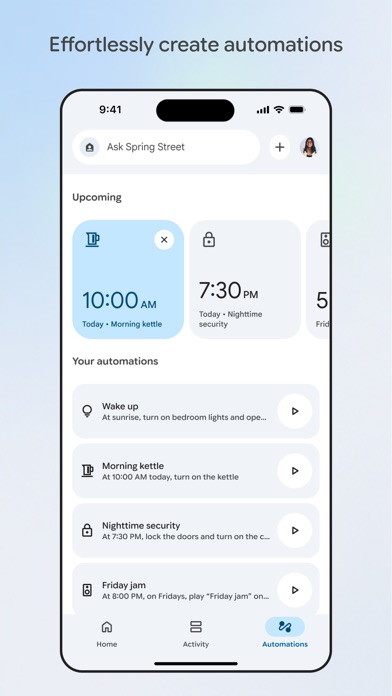 Effortlessly create automations
9:41
Ask Spring Street
Upcoming
10:00 AM
Today • Morning kettle
7:30 PM
Today • Nighttime
security
5
Frid
Your automations
Wake up
At sunrise, turn on bedroom lights and ope...
Morning kettle
At 10:00 AM today, turn on the kettle
Nighttime security
At 7:30 PM, lock the doors and turn on the c...
Friday jam
At 8:00 PM, on Fridays, play “Friday jam” on...
Home
Activity
Automations